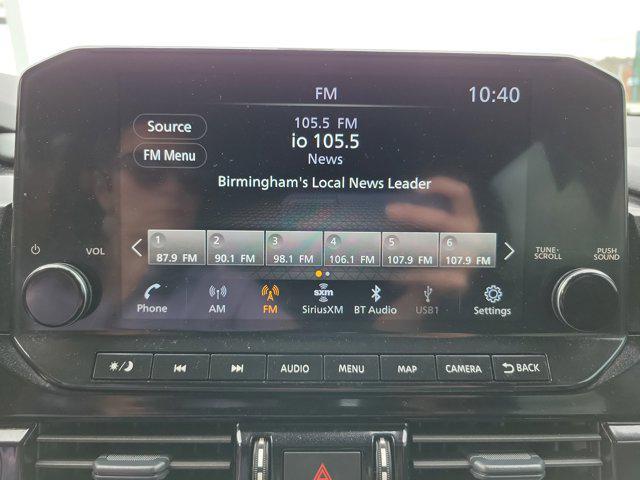 FM
10:40
Source
FM Menu
105.5 FM
io 105.5
News
Birmingham's Local News Leader
1 2 3 4 5 6
87.9 FM 90.1 FM 98.1 FM 106.1 FM 107.9 FM 107.9 FM
VOL
TUNE•
SCROLL
PUSH
SOUND
sxm
Phone AM FM SiriusXM BT Audio USB1 Settings
AUDIO MENU MAP CAMERA BACK